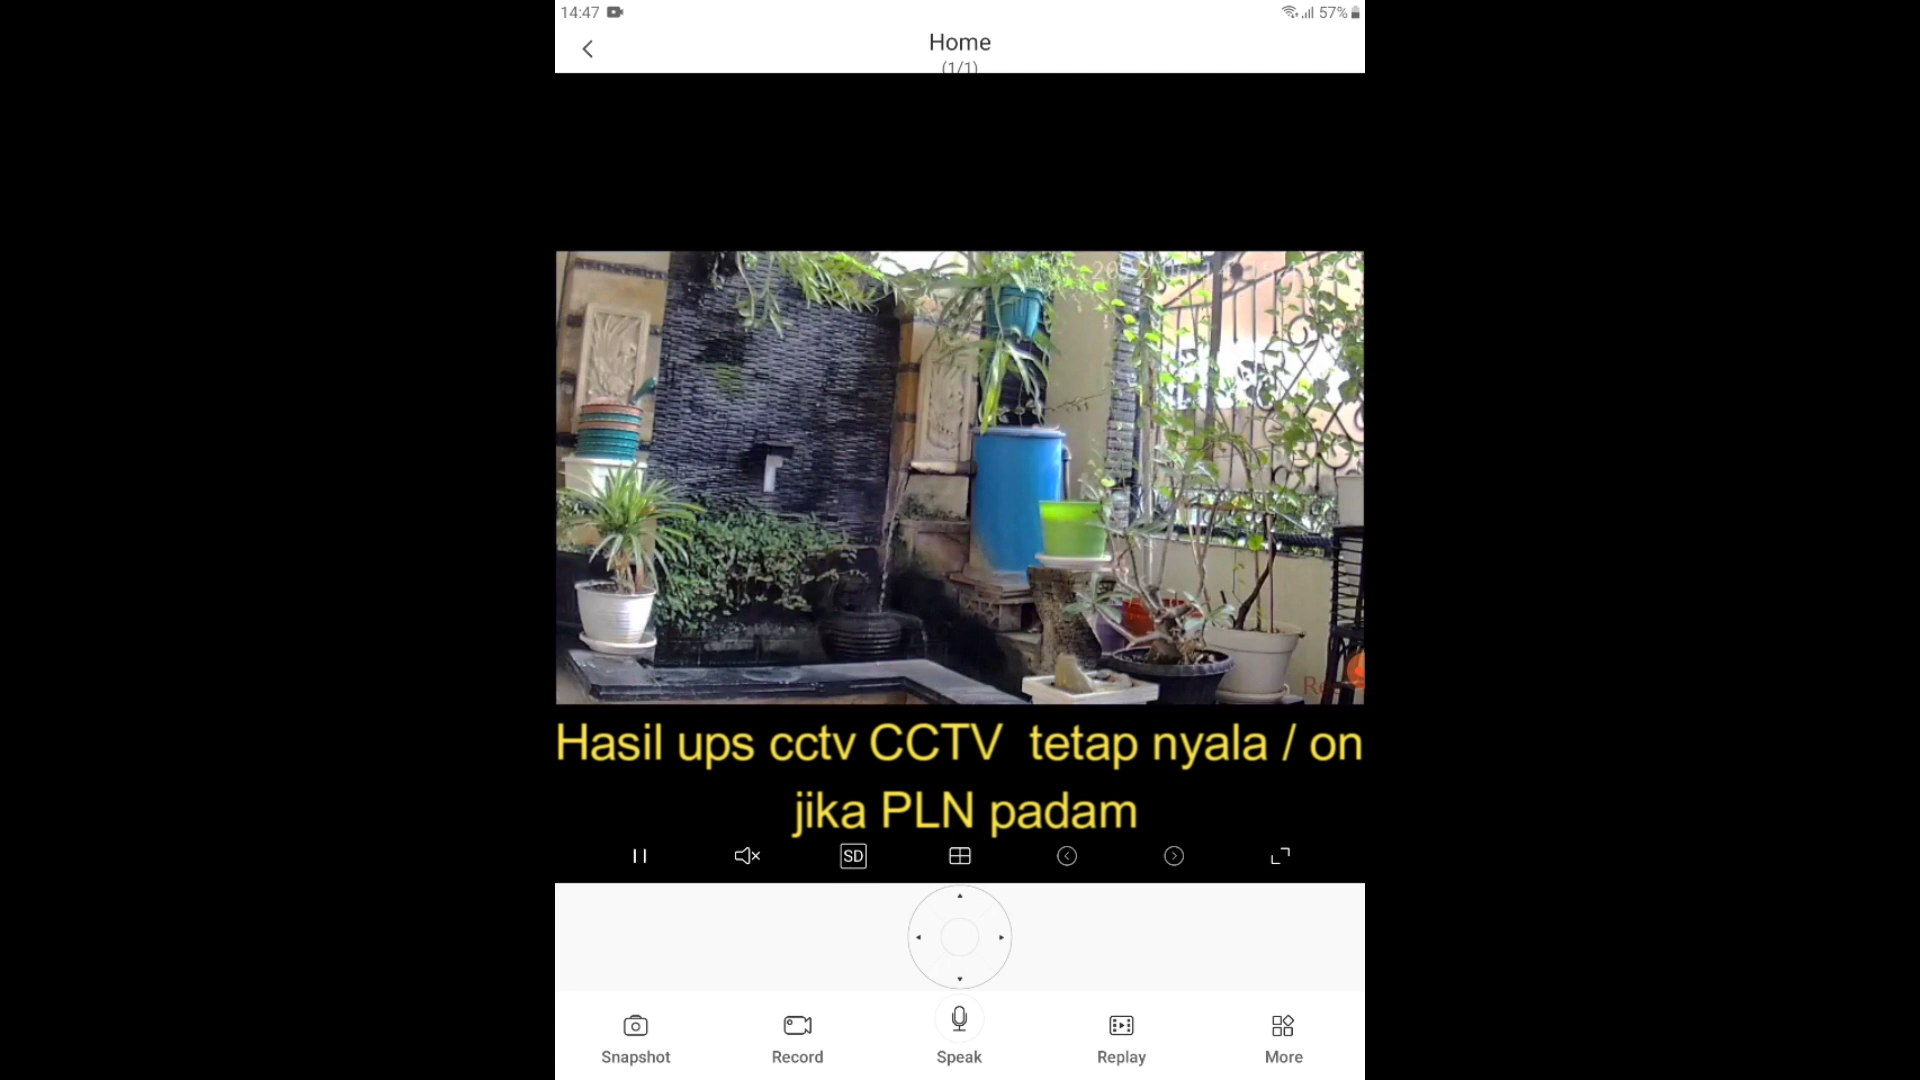 14:47
57%
Home
(1/1)
Hasil ups cctv CCTV tetap nyala / on
jika PLN padam
SD
Snapshot
Record
Speak
Replay
More